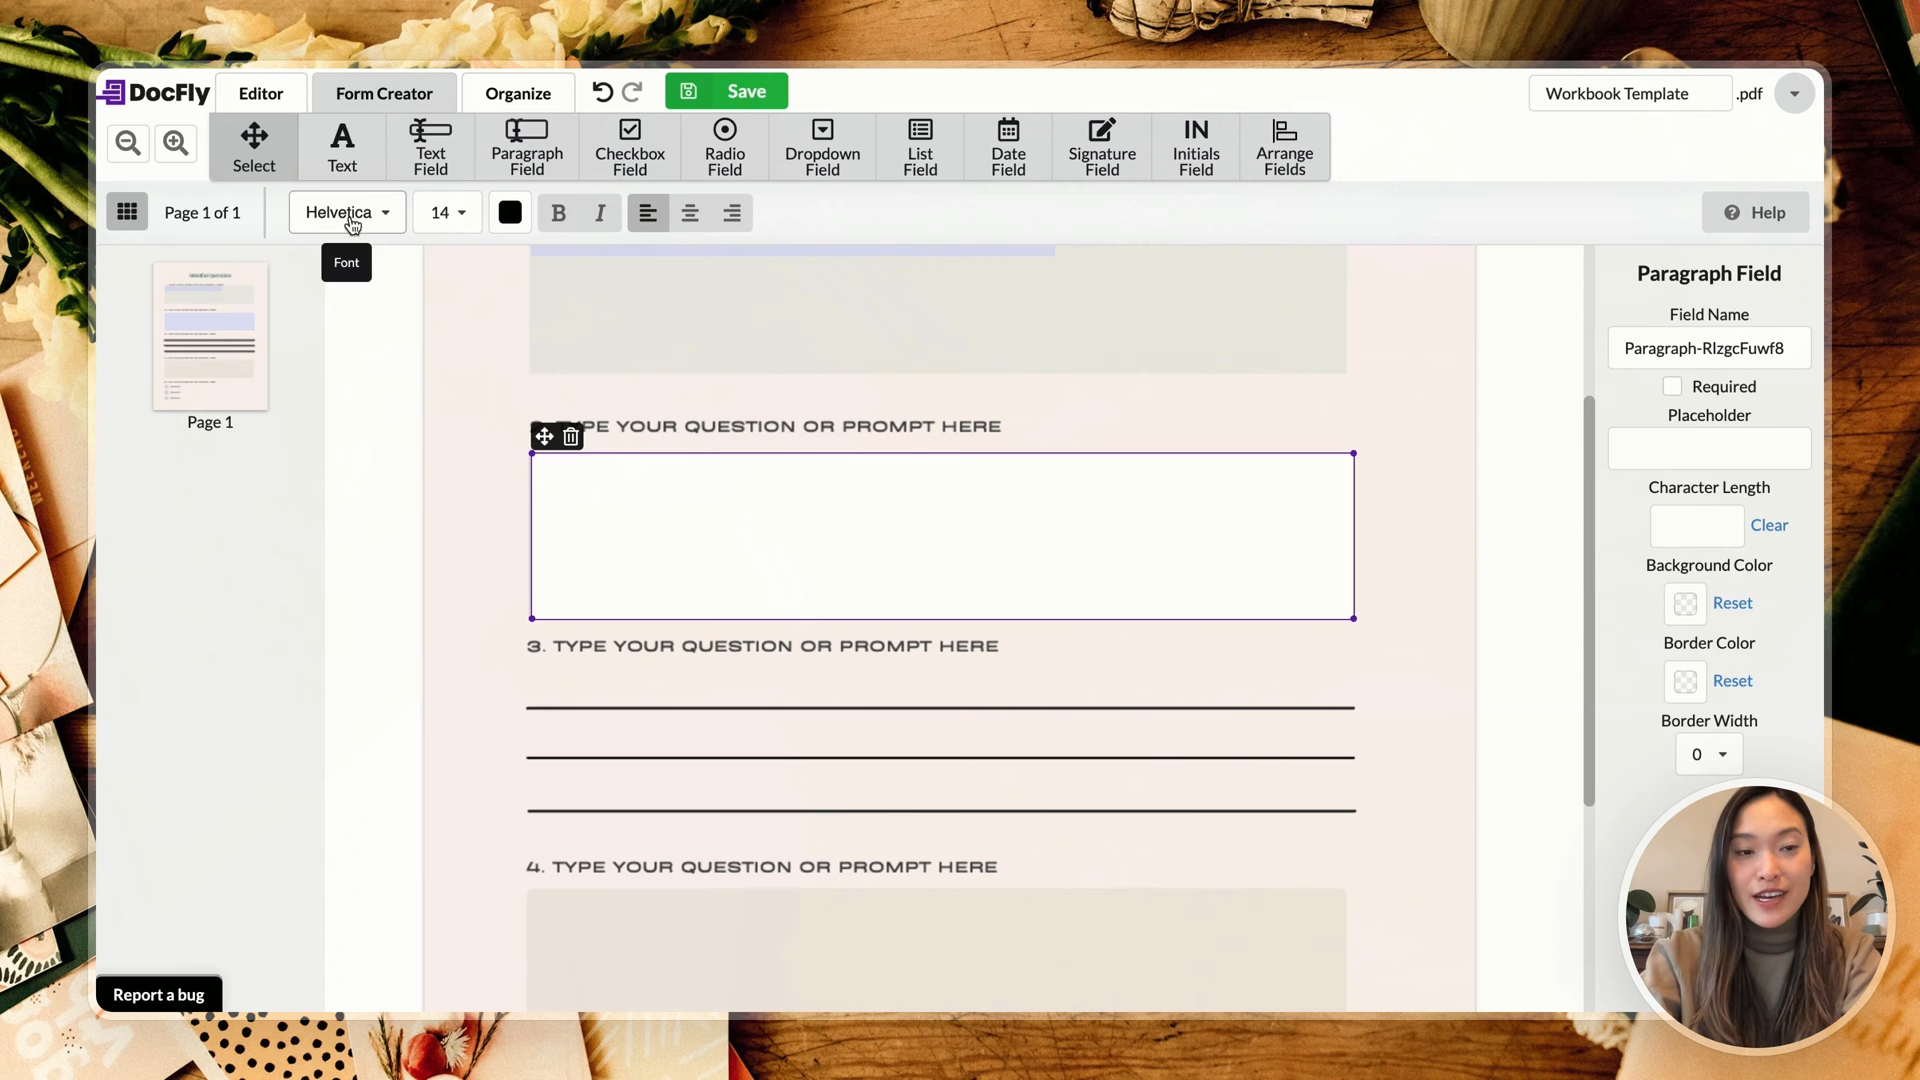 DocFly
Editor
Form Creator
Organize
Save
Workbook Template
.pdf
Select
Text
Text Field
Paragraph Field
Checkbox Field
Radio Field
Dropdown Field
List Field
Date Field
Signature Field
IN
Initials Field
Arrange Fields
Page 1 of 1
Helvetica
14
B
I
Help
Font
Page 1
PE YOUR QUESTION OR PROMPT HERE
3. TYPE YOUR QUESTION OR PROMPT HERE
4. TYPE YOUR QUESTION OR PROMPT HERE
Paragraph Field
Field Name
Paragraph-RIzgcFuwf8
Required
Placeholder
Character Length
Clear
Background Color
Reset
Border Color
Reset
Border Width
0
Report a bug